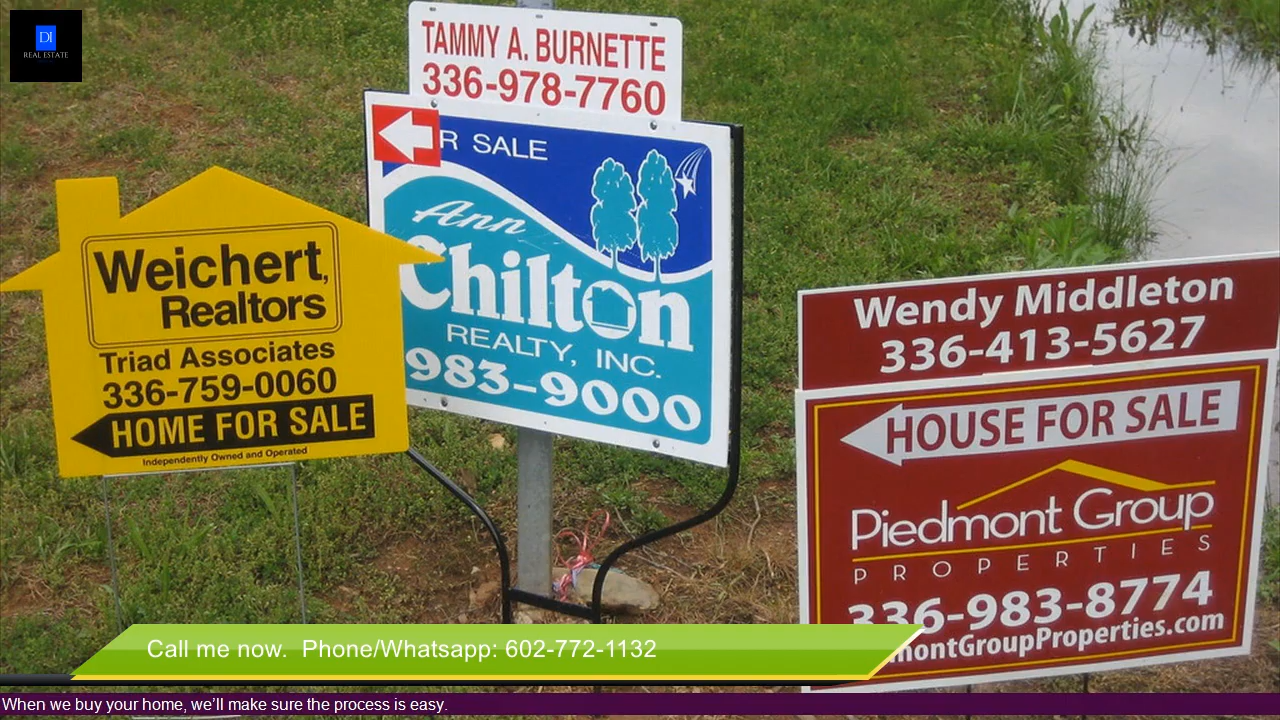 DI
REAL ESTATE
TAMMY A. BURNETTE
336-978-7760
R SALE
Ann
Chilton
REALTY, INC.
983-9000
Weichert,
Realtors
Triad Associates
336-759-0060
HOME FOR SALE
Independently Owned and Operated
Wendy Middleton
336-413-5627
HOUSE FOR SALE
Piedmont Group
PROPERTIES
336-983-8774
montGroupProperties.com
Call me now. Phone/Whatsapp: 602-772-1132
When we buy your home, we’ll make sure the process is easy.